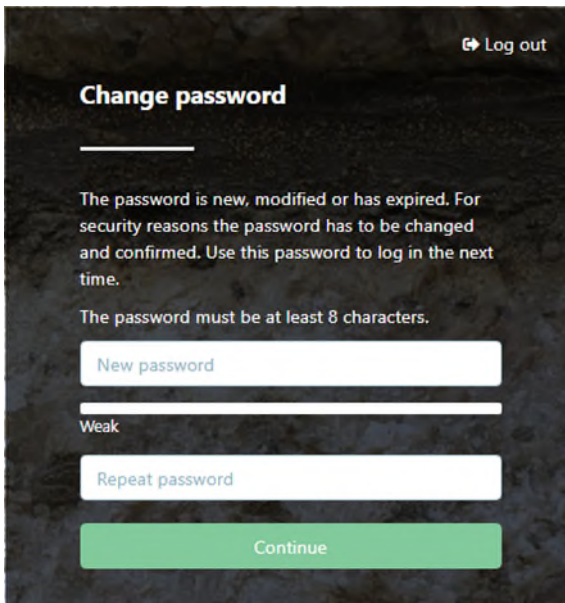 Log out
Change password
The password is new, modified or has expired. For
security reasons the password has to be changed
and confirmed. Use this password to log in the next
time.
The password must be at least 8 characters.
New password
Weak
Repeat password
Continue